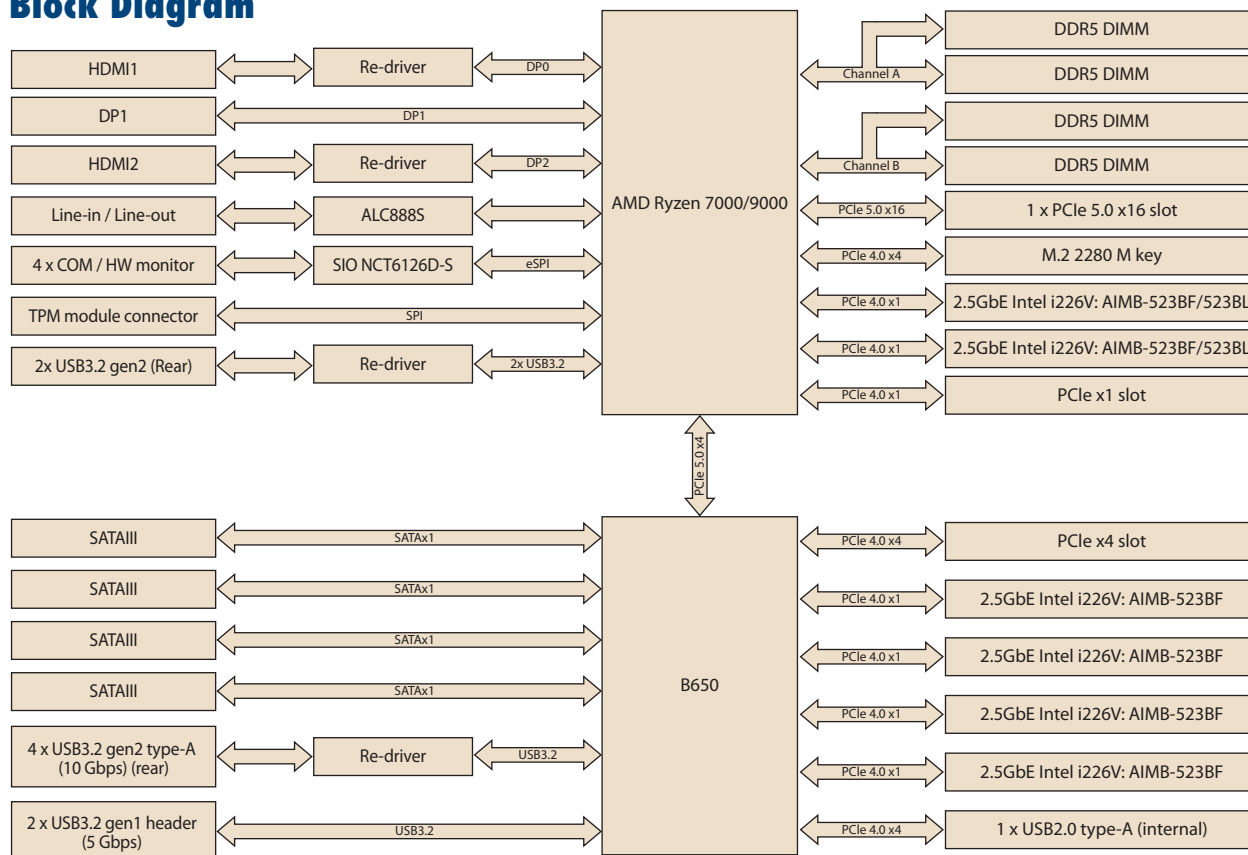 Block Diagram
HDMI1
Re-driver
DP0
DP1
DP1
HDMI2
Re-driver
DP2
Line-in / Line-out
ALC888S
4 x COM / HW monitor
SIO NCT6126D-S
eSPI
TPM module connector
SPI
2x USB3.2 gen2 (Rear)
Re-driver
2x USB3.2
AMD Ryzen 7000/9000
DDR5 DIMM
Channel A
DDR5 DIMM
DDR5 DIMM
Channel B
DDR5 DIMM
PCIe 5.0 x16
1 x PCIe 5.0 x16 slot
PCIe 4.0 x4
M.2 2280 M key
PCIe 4.0 x1
2.5GbE Intel i226V: AIMB-523BF/523BL
PCIe 4.0 x1
2.5GbE Intel i226V: AIMB-523BF/523BL
PCIe 4.0 x1
PCIe x1 slot
PCIe 5.0 x4
SATAIII
SATAx1
SATAIII
SATAx1
SATAIII
SATAx1
SATAIII
SATAx1
4 x USB3.2 gen2 type-A
(10 Gbps) (rear)
Re-driver
USB3.2
2 x USB3.2 gen1 header
(5 Gbps)
USB3.2
B650
PCIe 4.0 x4
PCIe x4 slot
PCIe 4.0 x1
2.5GbE Intel i226V: AIMB-523BF
PCIe 4.0 x1
2.5GbE Intel i226V: AIMB-523BF
PCIe 4.0 x1
2.5GbE Intel i226V: AIMB-523BF
PCIe 4.0 x1
2.5GbE Intel i226V: AIMB-523BF
PCIe 4.0 x4
1 x USB2.0 type-A (internal)